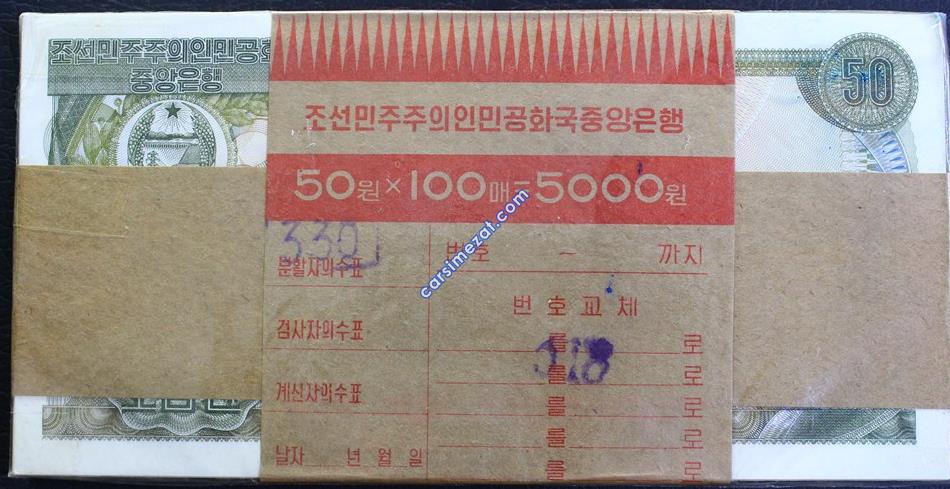 조선민주주의인민공화
중앙은행
50
조선민주주의인민공화국중앙은행
50원×100매=5000원
330
분할자의수표
번호 ~ 까지
carsimezat.com
번호교체
검사자의수표
를 로
를 로
계산자의수표
를 로
를 로
날자 년 월 일
를 로